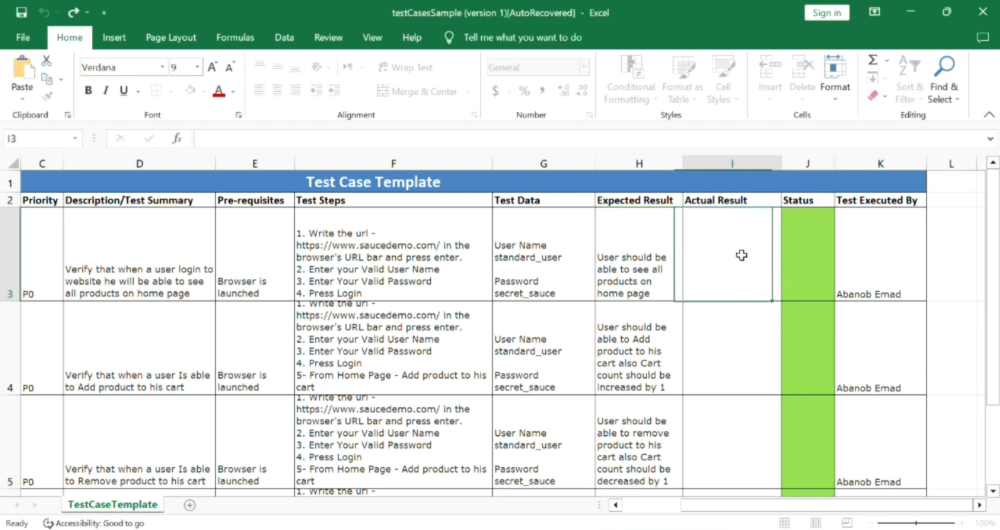 testCasesSample (version 1)[AutoRecovered] - Excel
Sign in
File Home Insert Page Layout Formulas Data Review View Help Tell me what you want to do
Paste
Verdana 9
B I U A
Wrap Text
Merge & Center
General
$ %
Conditional Formatting
Format as Table
Cell Styles
Insert Delete Format
Sort & Filter
Find & Select
Clipboard Font Alignment Number Styles Cells Editing
I3
fx
C D E F G H I J K L
1 Test Case Template
2 Priority Description/Test Summary Pre-requisites Test Steps Test Data Expected Result Actual Result Status Test Executed By
3 P0
Verify that when a user login to
website he will be able to see
all products on home page
Browser is
launched
1. Write the url -
https://www.saucedemo.com/ in the
browser's URL bar and press enter.
2. Enter your Valid User Name
3. Enter Your Valid Password
4. Press Login
User Name
standard_user
Password
secret_sauce
User should be
able to see all
products on
home page
Abanob Emad
4 P0
Verify that when a user Is able
to Add product to his cart
Browser is
launched
1. Write the url -
https://www.saucedemo.com/ in the
browser's URL bar and press enter.
2. Enter your Valid User Name
3. Enter Your Valid Password
4. Press Login
5- From Home Page - Add product to his
cart
User Name
standard_user
Password
secret_sauce
User should be
able to Add
product to his
cart also Cart
count should be
increased by 1
Abanob Emad
5 P0
Verify that when a user Is able
to Remove product to his cart
Browser is
launched
1. Write the url -
https://www.saucedemo.com/ in the
browser's URL bar and press enter.
2. Enter your Valid User Name
3. Enter Your Valid Password
4. Press Login
5- From Home Page - Add product to his
cart
User Name
standard_user
Password
secret_sauce
User should be
able to remove
product to his
cart also Cart
count should be
decreased by 1
Abanob Emad
1. Write the url -
TestCaseTemplate
Ready Accessibility: Good to go 100%